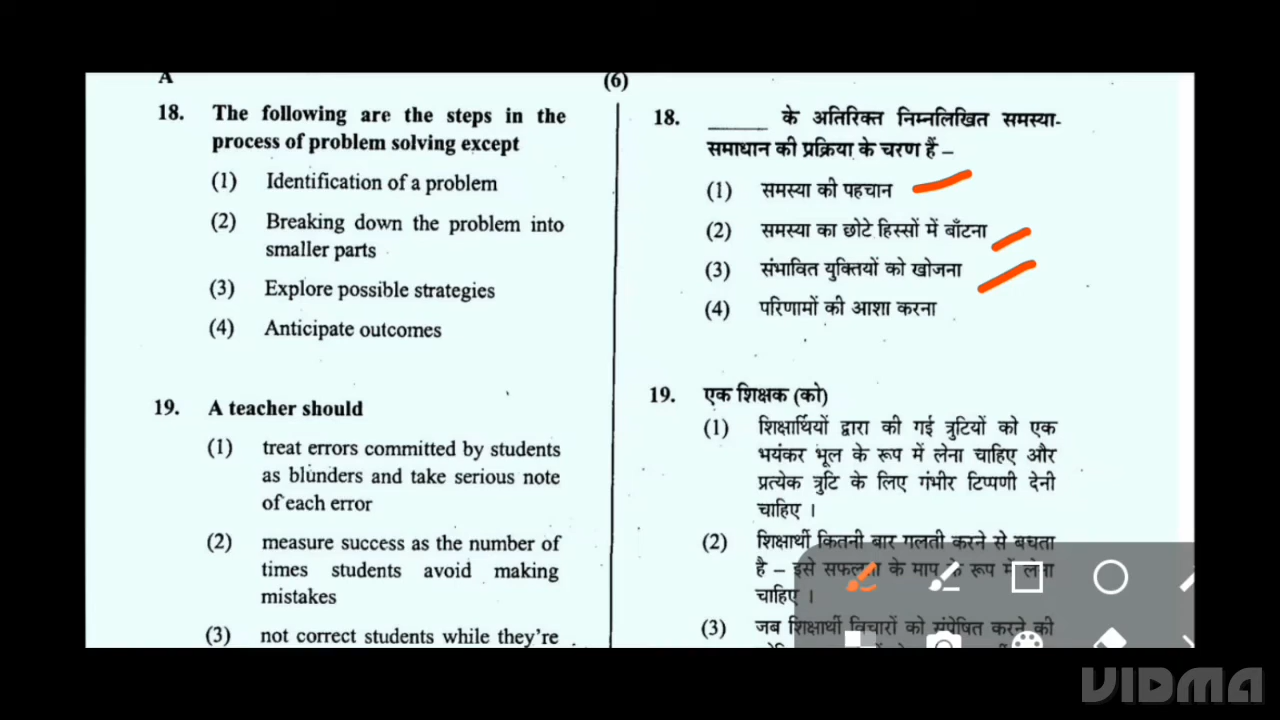 A
(6)
18. The following are the steps in the
process of problem solving except
(1) Identification of a problem
(2) Breaking down the problem into
smaller parts
(3) Explore possible strategies
(4) Anticipate outcomes
19. A teacher should
(1) treat errors committed by students
as blunders and take serious note
of each error
(2) measure success as the number of
times students avoid making
mistakes
(3) not correct students while they're
18. ______ के अतिरिक्त निम्नलिखित समस्या-
समाधान की प्रक्रिया के चरण हैं –
(1) समस्या की पहचान
(2) समस्या का छोटे हिस्सों में बाँटना
(3) संभावित युक्तियों को खोजना
(4) परिणामों की आशा करना
19. एक शिक्षक (को)
(1) शिक्षार्थियों द्वारा की गई त्रुटियों को एक
भयंकर भूल के रूप में लेना चाहिए और
प्रत्येक त्रुटि के लिए गंभीर टिप्पणी देनी
चाहिए ।
(2) शिक्षार्थी कितनी बार गलती करने से बचता
है – इसे सफलता के माप के रूप में लेना
चाहिए ।
(3) जब शिक्षार्थी विचारों को संप्रेषित करने की
VIDMA